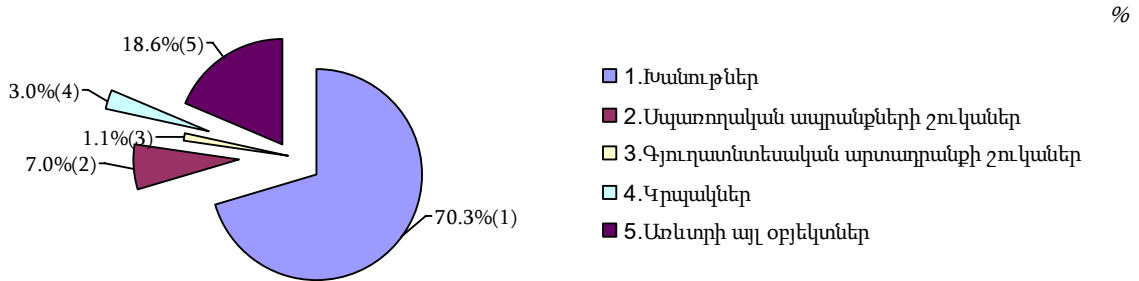 %
18.6%(5)
3.0%(4)
1.1%(3)
7.0%(2)
70.3%(1)
1.Խանութներ
2.Սպառողական ապրանքների շուկաներ
3.Գյուղատնտեսական արտադրանքի շուկաներ
4.Կրպակներ
5.Առևտրի այլ օբյեկտներ